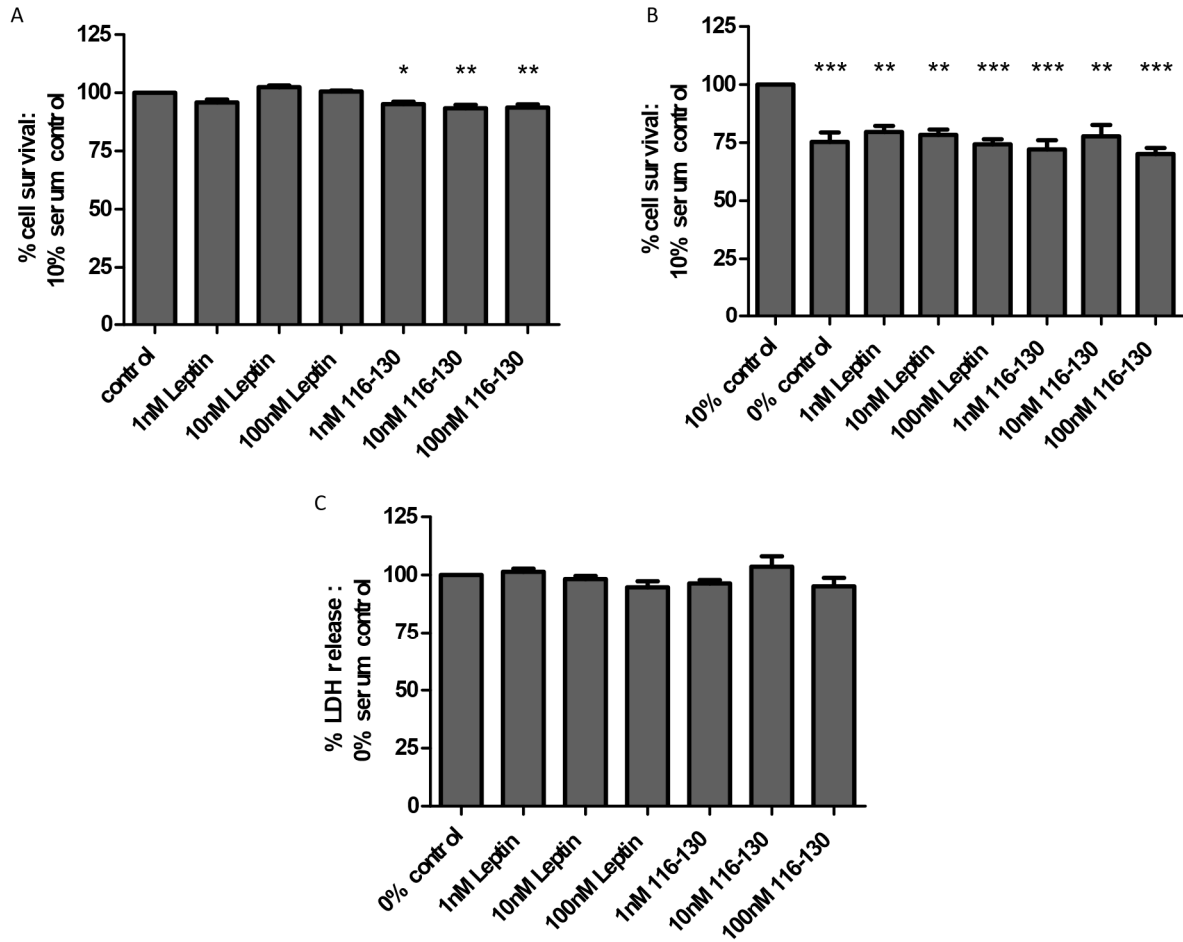 A
% cell survival:
10% serum control
125
100
75
50
25
0
* ** **
control
1nM Leptin
10nM Leptin
100nM Leptin
1nM 116-130
10nM 116-130
100nM 116-130
B
% cell survival:
10% serum control
125
100
75
50
25
0
*** ** ** *** *** ** ***
10% control
0% control
1nM Leptin
10nM Leptin
100nM Leptin
1nM 116-130
10nM 116-130
100nM 116-130
C
% LDH release :
0% serum control
125
100
75
50
25
0
0% control
1nM Leptin
10nM Leptin
100nM Leptin
1nM 116-130
10nM 116-130
100nM 116-130